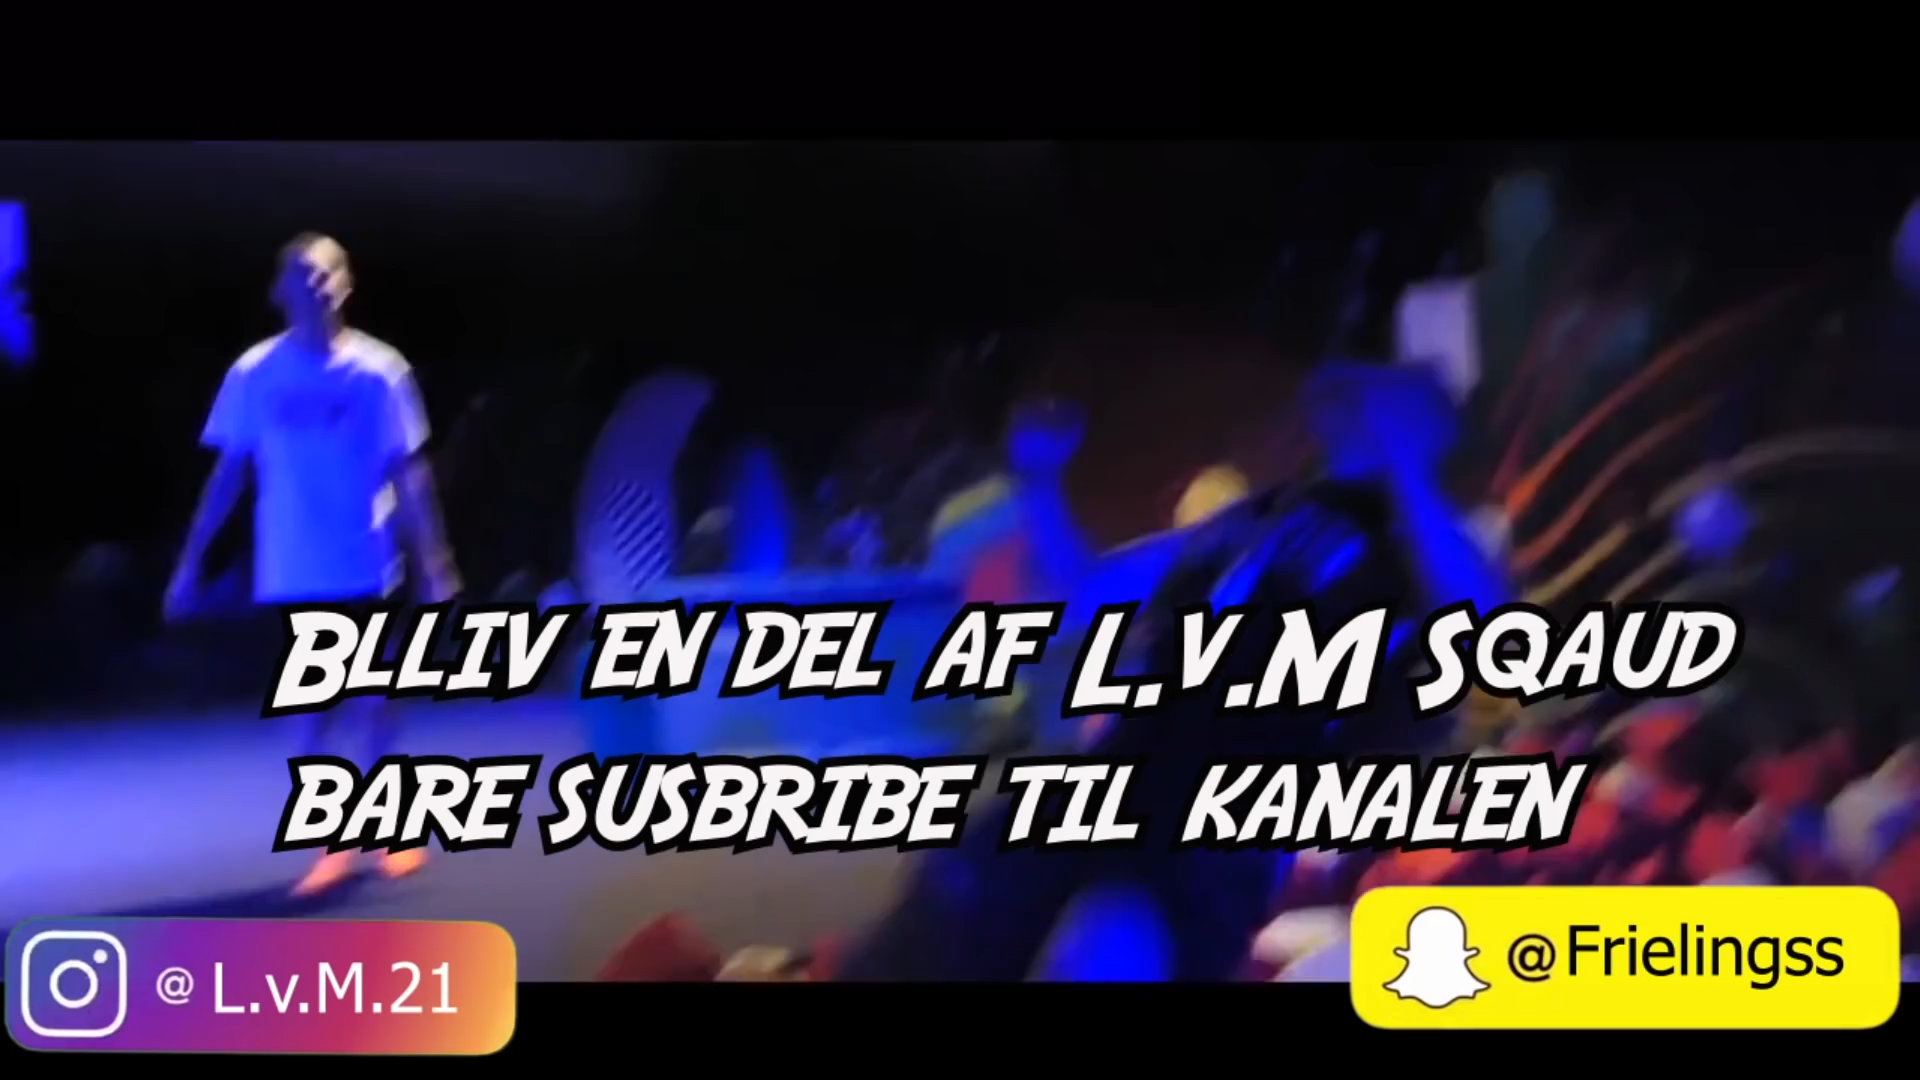 Blliv en del af L.v.M Sqaud
bare susbribe til kanalen
@ L.v.M.21
@Frielingss